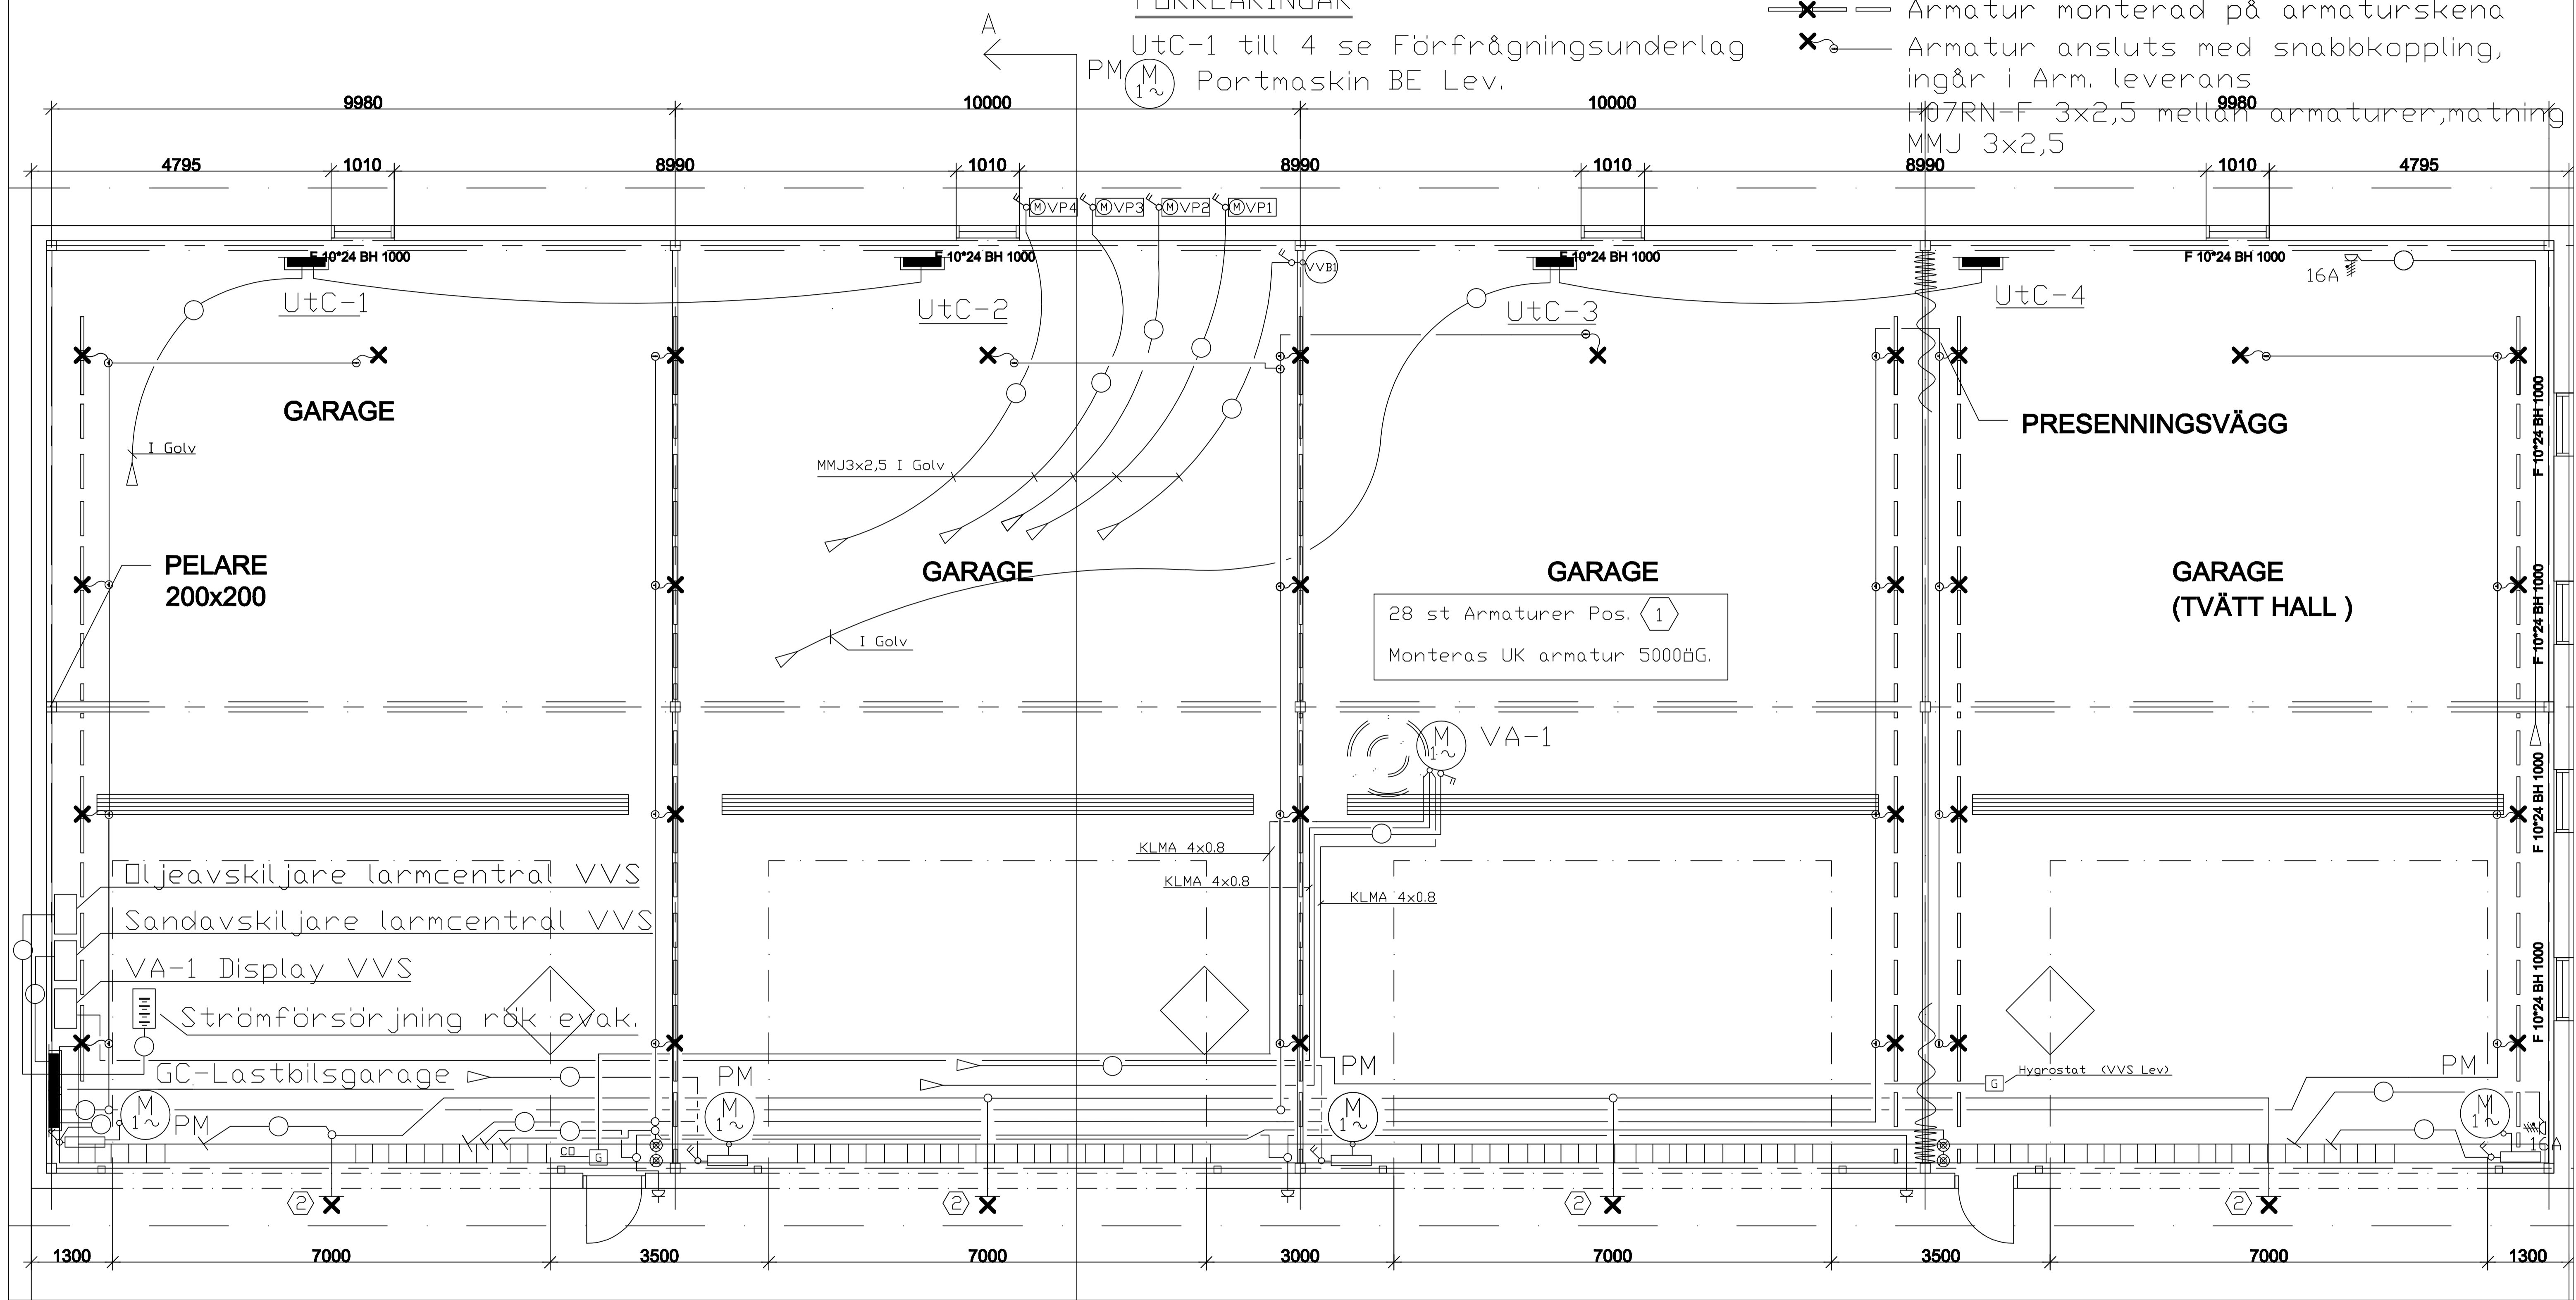 FÖRKLARINGAR
UtC-1 till 4 se Förfrågningsunderlag
PM M 1~ Portmaskin BE Lev.
Armatur monterad på armaturskena
Armatur ansluts med snabbkoppling,
ingår i Arm. leverans
H07RN-F 3x2,5 mellan armaturer,matning
MMJ 3x2,5
A
9980 10000 10000 9980
4795 1010 8990 1010 8990 1010 8990 1010 4795
M VP4 M VP3 M VP2 M VP1
F 10*24 BH 1000 F 10*24 BH 1000 F 10*24 BH 1000 F 10*24 BH 1000
VVB1
16A
UtC-1 UtC-2 UtC-3 UtC-4
GARAGE
PRESENNINGSVÄGG
I Golv
MMJ3x2,5 I Golv
F 10*24 BH 1000
PELARE
200x200
GARAGE GARAGE GARAGE
(TVÄTT HALL )
28 st Armaturer Pos. 1
Monteras UK armatur 5000öG.
I Golv
F 10*24 BH 1000
M 1~ VA-1
F 10*24 BH 1000
KLMA 4x0.8
KLMA 4x0.8
KLMA 4x0.8
Oljeavskiljare larmcentral VVS
Sandavskiljare larmcentral VVS
VA-1 Display VVS
Strömförsörjning rök evak.
F 10*24 BH 1000
GC-Lastbilsgarage
Hygrostat (VVS Lev)
G
PM PM PM PM
M 1~ M 1~ M 1~ M 1~
CO G
16A
2 2 2 2
1300 7000 3500 7000 3000 7000 3500 7000 1300